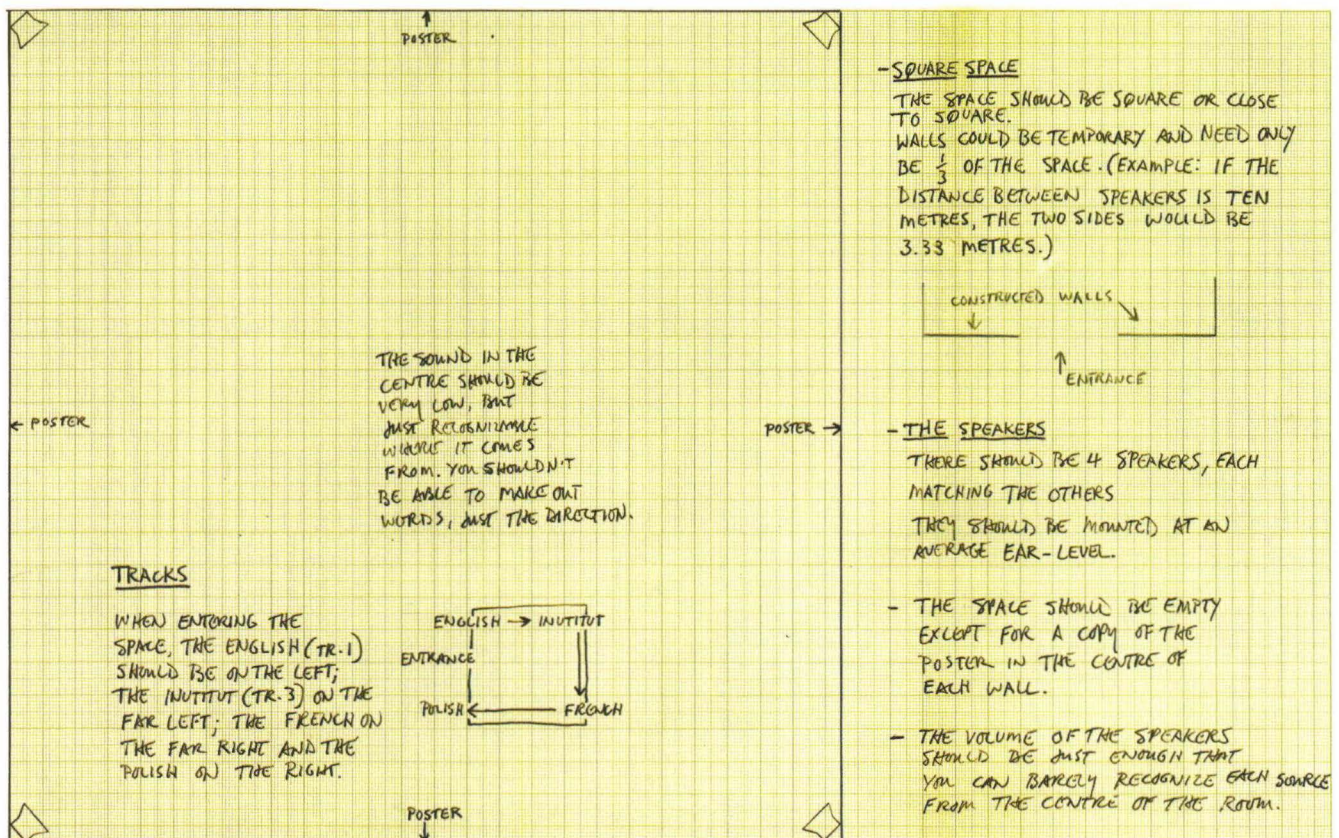 POSTER
← POSTER
THE SOUND IN THE
CENTRE SHOULD BE
VERY LOW, BUT
JUST RECOGNIZABLE
WHERE IT COMES
FROM. YOU SHOULDN'T
BE ABLE TO MAKE OUT
WORDS, JUST THE DIRECTION.
POSTER →
TRACKS
WHEN ENTERING THE
SPACE, THE ENGLISH (TR.1)
SHOULD BE ON THE LEFT;
THE INUTITUT (TR.3) ON THE
FAR LEFT; THE FRENCH ON
THE FAR RIGHT AND THE
POLISH ON THE RIGHT.
ENGLISH → INUTITUT
ENTRANCE
POLISH ← FRENCH
POSTER
- SQUARE SPACE
THE SPACE SHOULD BE SQUARE OR CLOSE
TO SQUARE.
WALLS COULD BE TEMPORARY AND NEED ONLY
BE 1/3 OF THE SPACE. (EXAMPLE: IF THE
DISTANCE BETWEEN SPEAKERS IS TEN
METRES, THE TWO SIDES WOULD BE
3.33 METRES.)
CONSTRUCTED WALLS
ENTRANCE
- THE SPEAKERS
THERE SHOULD BE 4 SPEAKERS, EACH
MATCHING THE OTHERS
THEY SHOULD BE MOUNTED AT AN
AVERAGE EAR-LEVEL.
- THE SPACE SHOULD BE EMPTY
EXCEPT FOR A COPY OF THE
POSTER IN THE CENTRE OF
EACH WALL.
- THE VOLUME OF THE SPEAKERS
SHOULD BE JUST ENOUGH THAT
YOU CAN BARELY RECOGNIZE EACH SOURCE
FROM THE CENTRE OF THE ROOM.